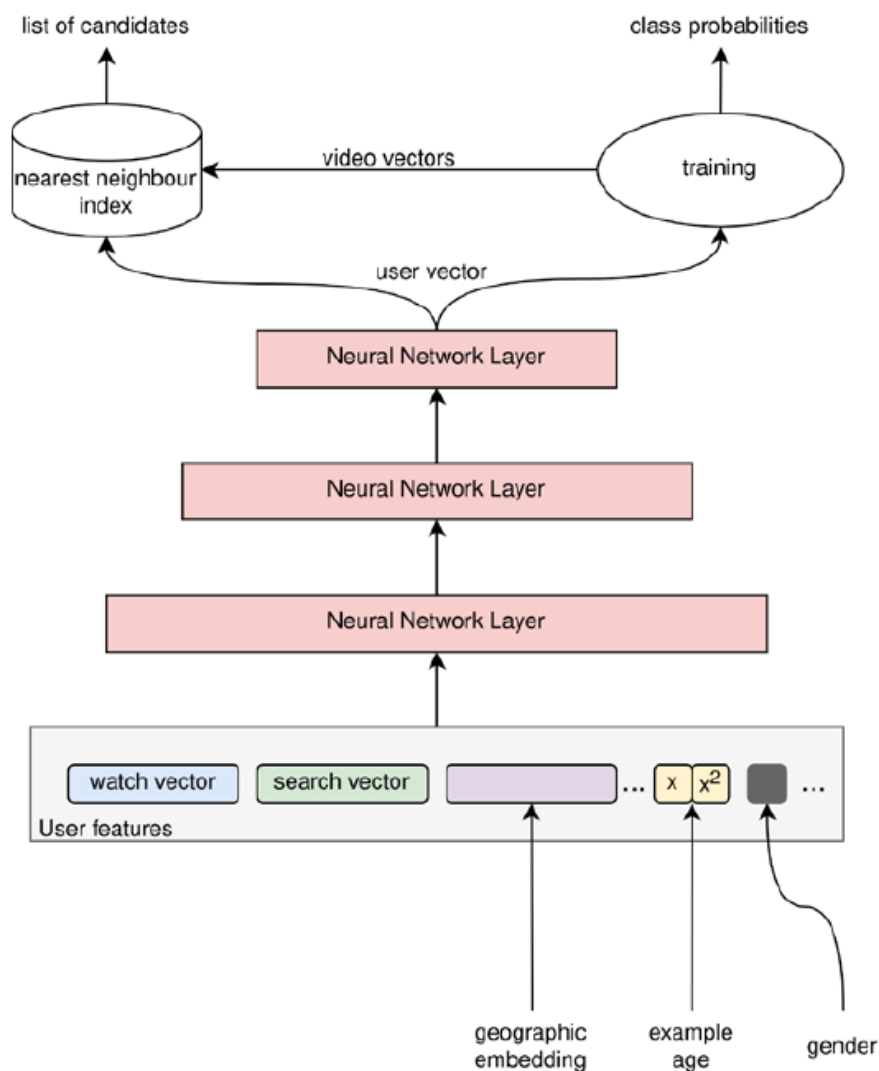 list of candidates
class probabilities
nearest neighbour
index
video vectors
training
user vector
Neural Network Layer
Neural Network Layer
Neural Network Layer
watch vector
search vector
...
x
x²
...
User features
geographic
embedding
example
age
gender